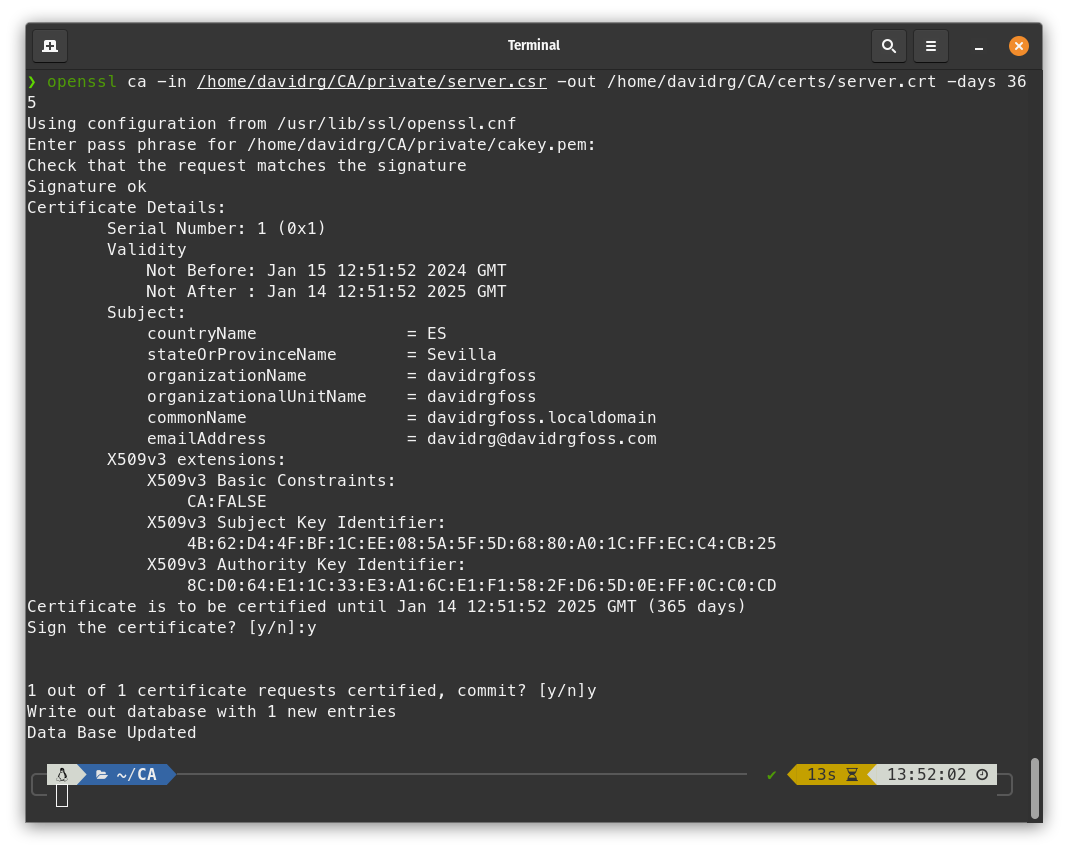 Terminal
❯ openssl ca -in /home/davidrg/CA/private/server.csr -out /home/davidrg/CA/certs/server.crt -days 36
5
Using configuration from /usr/lib/ssl/openssl.cnf
Enter pass phrase for /home/davidrg/CA/private/cakey.pem:
Check that the request matches the signature
Signature ok
Certificate Details:
        Serial Number: 1 (0x1)
        Validity
            Not Before: Jan 15 12:51:52 2024 GMT
            Not After : Jan 14 12:51:52 2025 GMT
        Subject:
            countryName               = ES
            stateOrProvinceName       = Sevilla
            organizationName          = davidrgfoss
            organizationalUnitName    = davidrgfoss
            commonName                = davidrgfoss.localdomain
            emailAddress              = davidrg@davidrgfoss.com
        X509v3 extensions:
            X509v3 Basic Constraints:
                CA:FALSE
            X509v3 Subject Key Identifier:
                4B:62:D4:4F:BF:1C:EE:08:5A:5F:5D:68:80:A0:1C:FF:EC:C4:CB:25
            X509v3 Authority Key Identifier:
                8C:D0:64:E1:1C:33:E3:A1:6C:E1:F1:58:2F:D6:5D:0E:FF:0C:C0:CD
Certificate is to be certified until Jan 14 12:51:52 2025 GMT (365 days)
Sign the certificate? [y/n]:y
1 out of 1 certificate requests certified, commit? [y/n]y
Write out database with 1 new entries
Data Base Updated
~/CA ✔ 13s 13:52:02